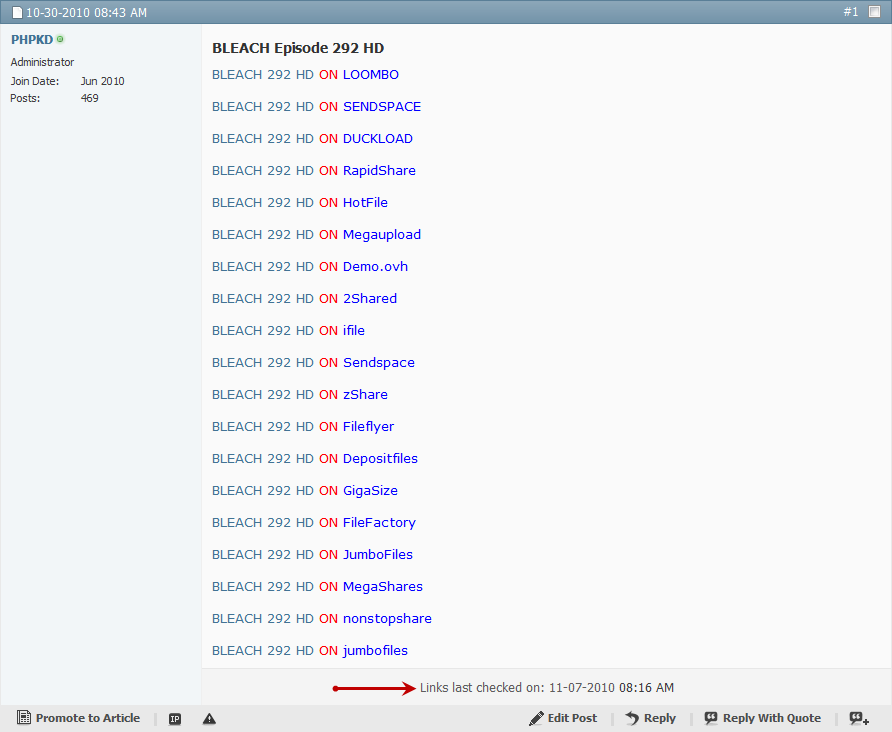 10-30-2010 08:43 AM #1
PHPKD
Administrator
Join Date: Jun 2010
Posts: 469
BLEACH Episode 292 HD
BLEACH 292 HD ON LOOMBO
BLEACH 292 HD ON SENDSPACE
BLEACH 292 HD ON DUCKLOAD
BLEACH 292 HD ON RapidShare
BLEACH 292 HD ON HotFile
BLEACH 292 HD ON Megaupload
BLEACH 292 HD ON Demo.ovh
BLEACH 292 HD ON 2Shared
BLEACH 292 HD ON ifile
BLEACH 292 HD ON Sendspace
BLEACH 292 HD ON zShare
BLEACH 292 HD ON Fileflyer
BLEACH 292 HD ON Depositfiles
BLEACH 292 HD ON GigaSize
BLEACH 292 HD ON FileFactory
BLEACH 292 HD ON JumboFiles
BLEACH 292 HD ON MegaShares
BLEACH 292 HD ON nonstopshare
BLEACH 292 HD ON jumbofiles
Links last checked on: 11-07-2010 08:16 AM
Promote to Article IP Edit Post Reply Reply With Quote